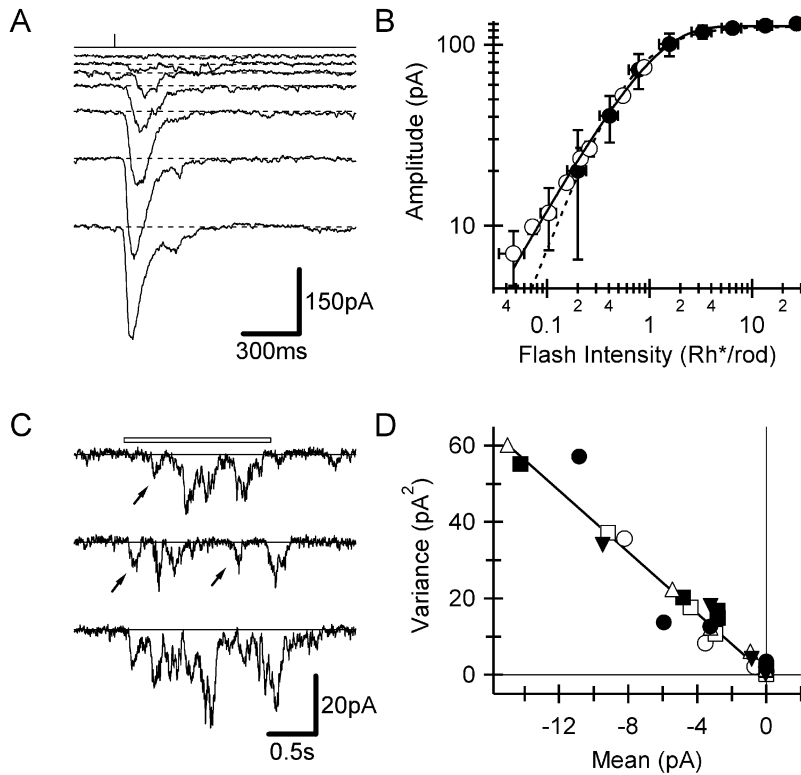 A
150pA
300ms
B
Amplitude (pA)
100
10
4
2
4
2
4
2
0.1
1
10
Flash Intensity (Rh*/rod)
C
20pA
0.5s
D
Variance (pA²)
60
40
20
0
-12
-8
-4
0
Mean (pA)